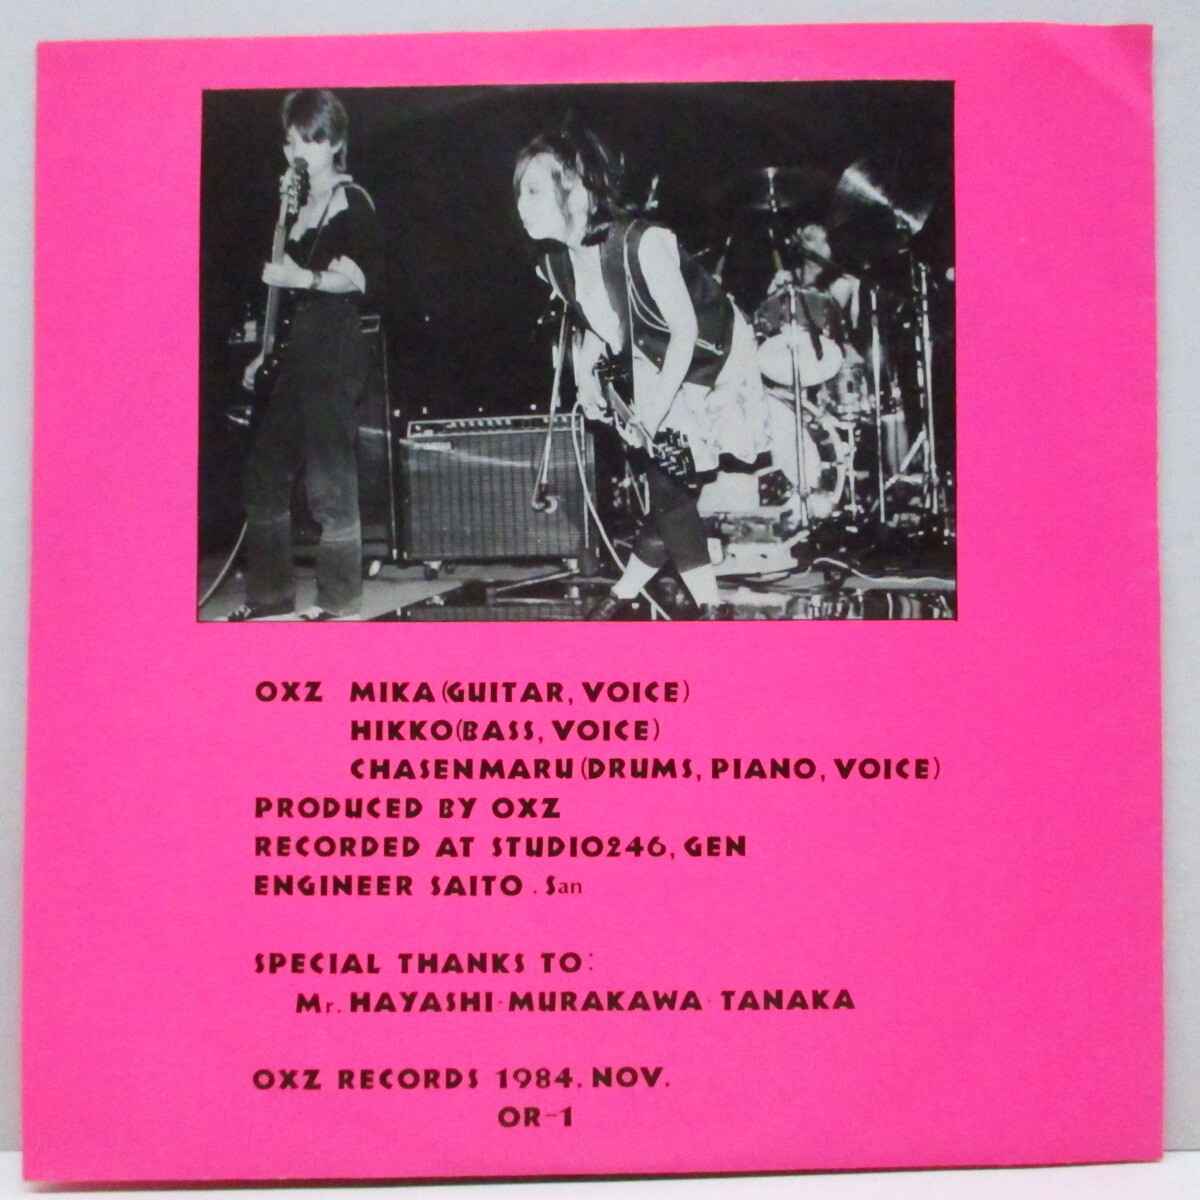 OXZ MIKA (GUITAR, VOICE)
HIKKO (BASS, VOICE)
CHASENMARU (DRUMS, PIANO, VOICE)
PRODUCED BY OXZ
RECORDED AT STUDIO246, GEN
ENGINEER SAITO . San
SPECIAL THANKS TO:
Mr. HAYASHI · MURAKAWA · TANAKA
OXZ RECORDS 1984. NOV.
OR-1